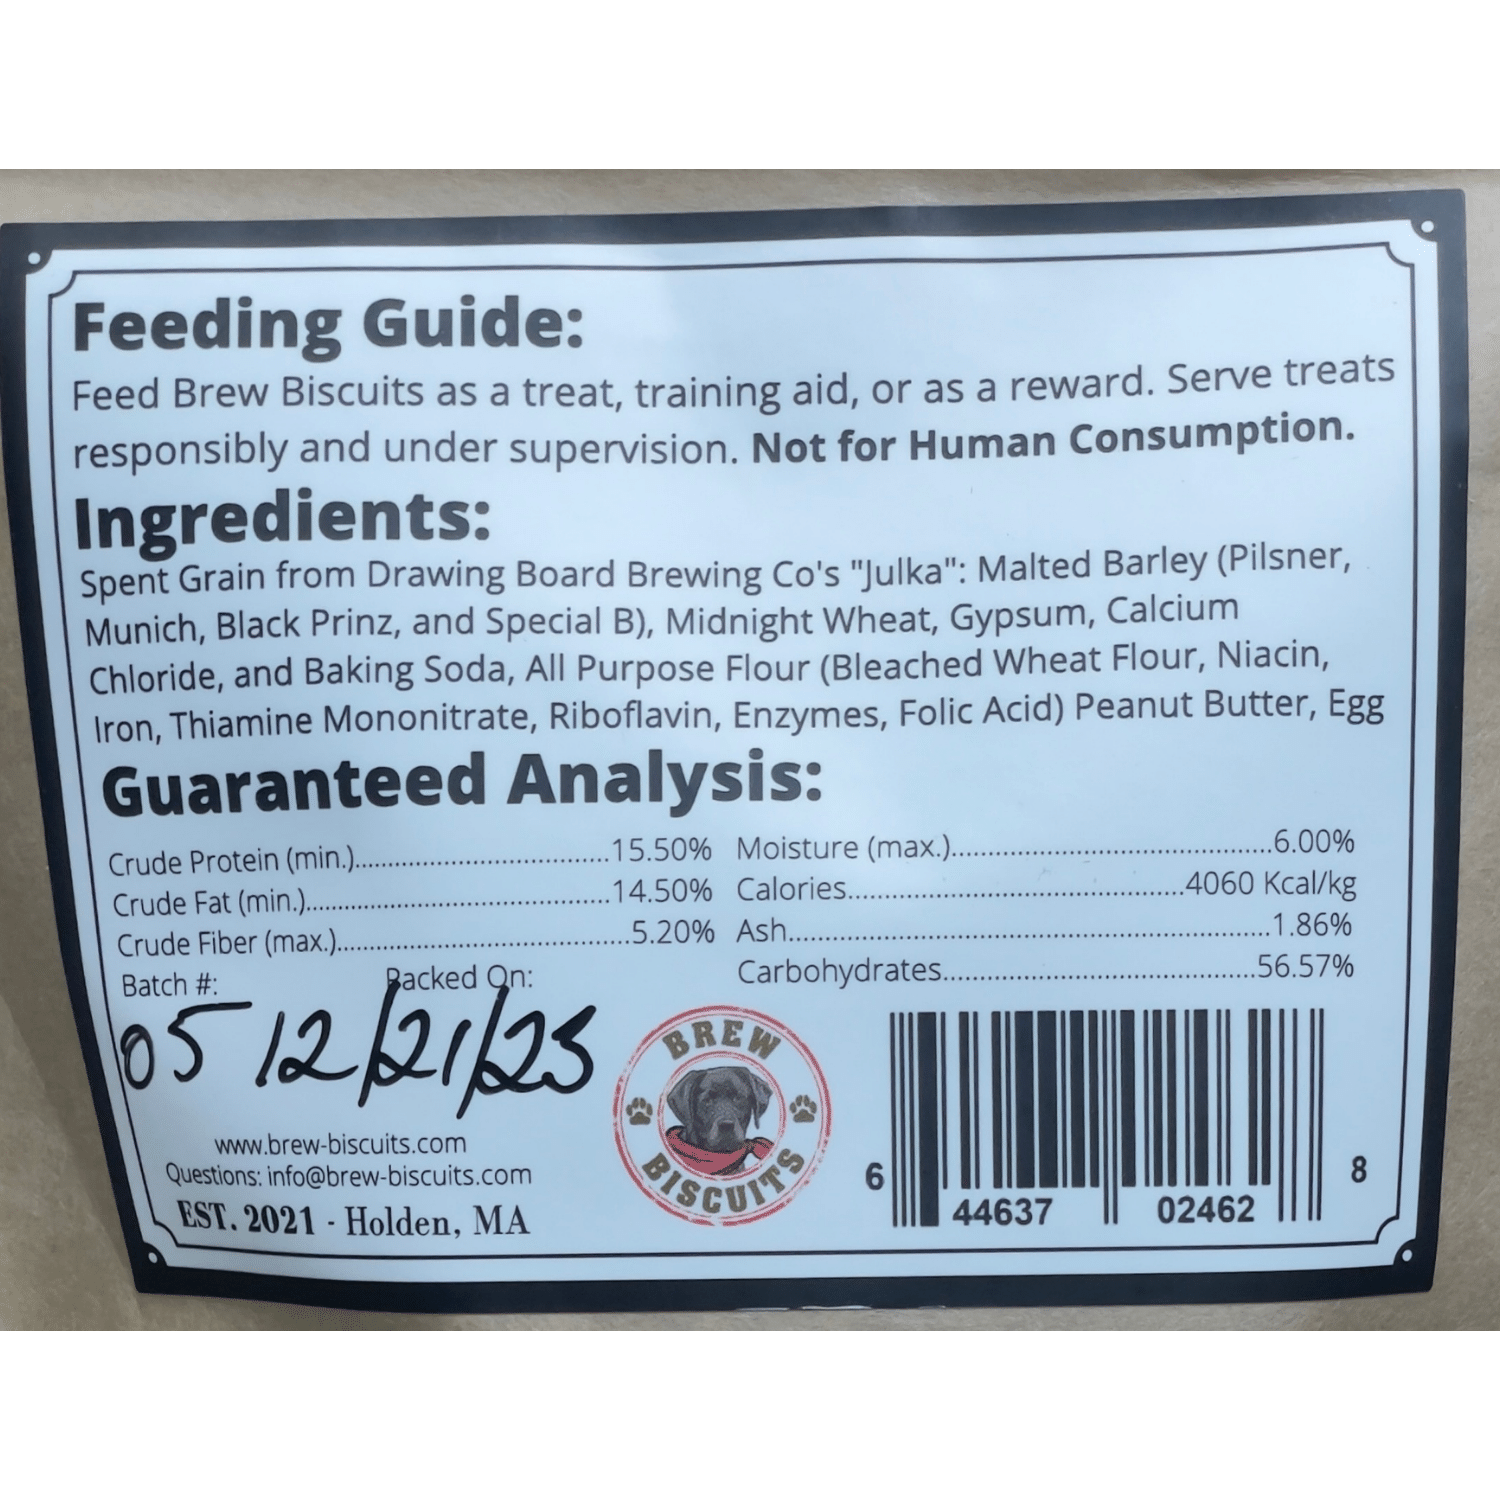 Feeding Guide:
Feed Brew Biscuits as a treat, training aid, or as a reward. Serve treats
responsibly and under supervision. Not for Human Consumption.
Ingredients:
Spent Grain from Drawing Board Brewing Co's "Julka": Malted Barley (Pilsner,
Munich, Black Prinz, and Special B), Midnight Wheat, Gypsum, Calcium
Chloride, and Baking Soda, All Purpose Flour (Bleached Wheat Flour, Niacin,
Iron, Thiamine Mononitrate, Riboflavin, Enzymes, Folic Acid) Peanut Butter, Egg
Guaranteed Analysis:
Crude Protein (min.)....................................15.50%
Crude Fat (min.)...........................................14.50%
Crude Fiber (max.).........................................5.20%
Moisture (max.)............................................6.00%
Calories..............................................4060 Kcal/kg
Ash................................................................1.86%
Carbohydrates...........................................56.57%
Batch #: Packed On:
05 12/21/23
www.brew-biscuits.com
Questions: info@brew-biscuits.com
EST. 2021 - Holden, MA
BREW
BISCUITS
6 44637 02462 8